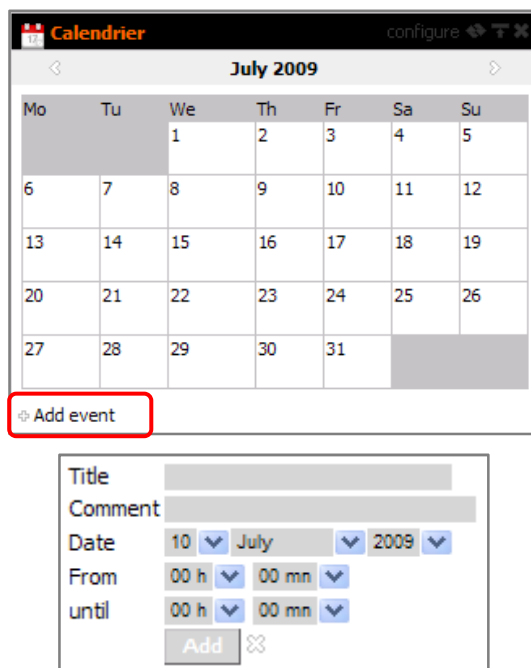 Calendrier configure
July 2009
Mo Tu We Th Fr Sa Su
1 2 3 4 5
6 7 8 9 10 11 12
13 14 15 16 17 18 19
20 21 22 23 24 25 26
27 28 29 30 31
Add event
Title
Comment
Date 10 July 2009
From 00 h 00 mn
until 00 h 00 mn
Add